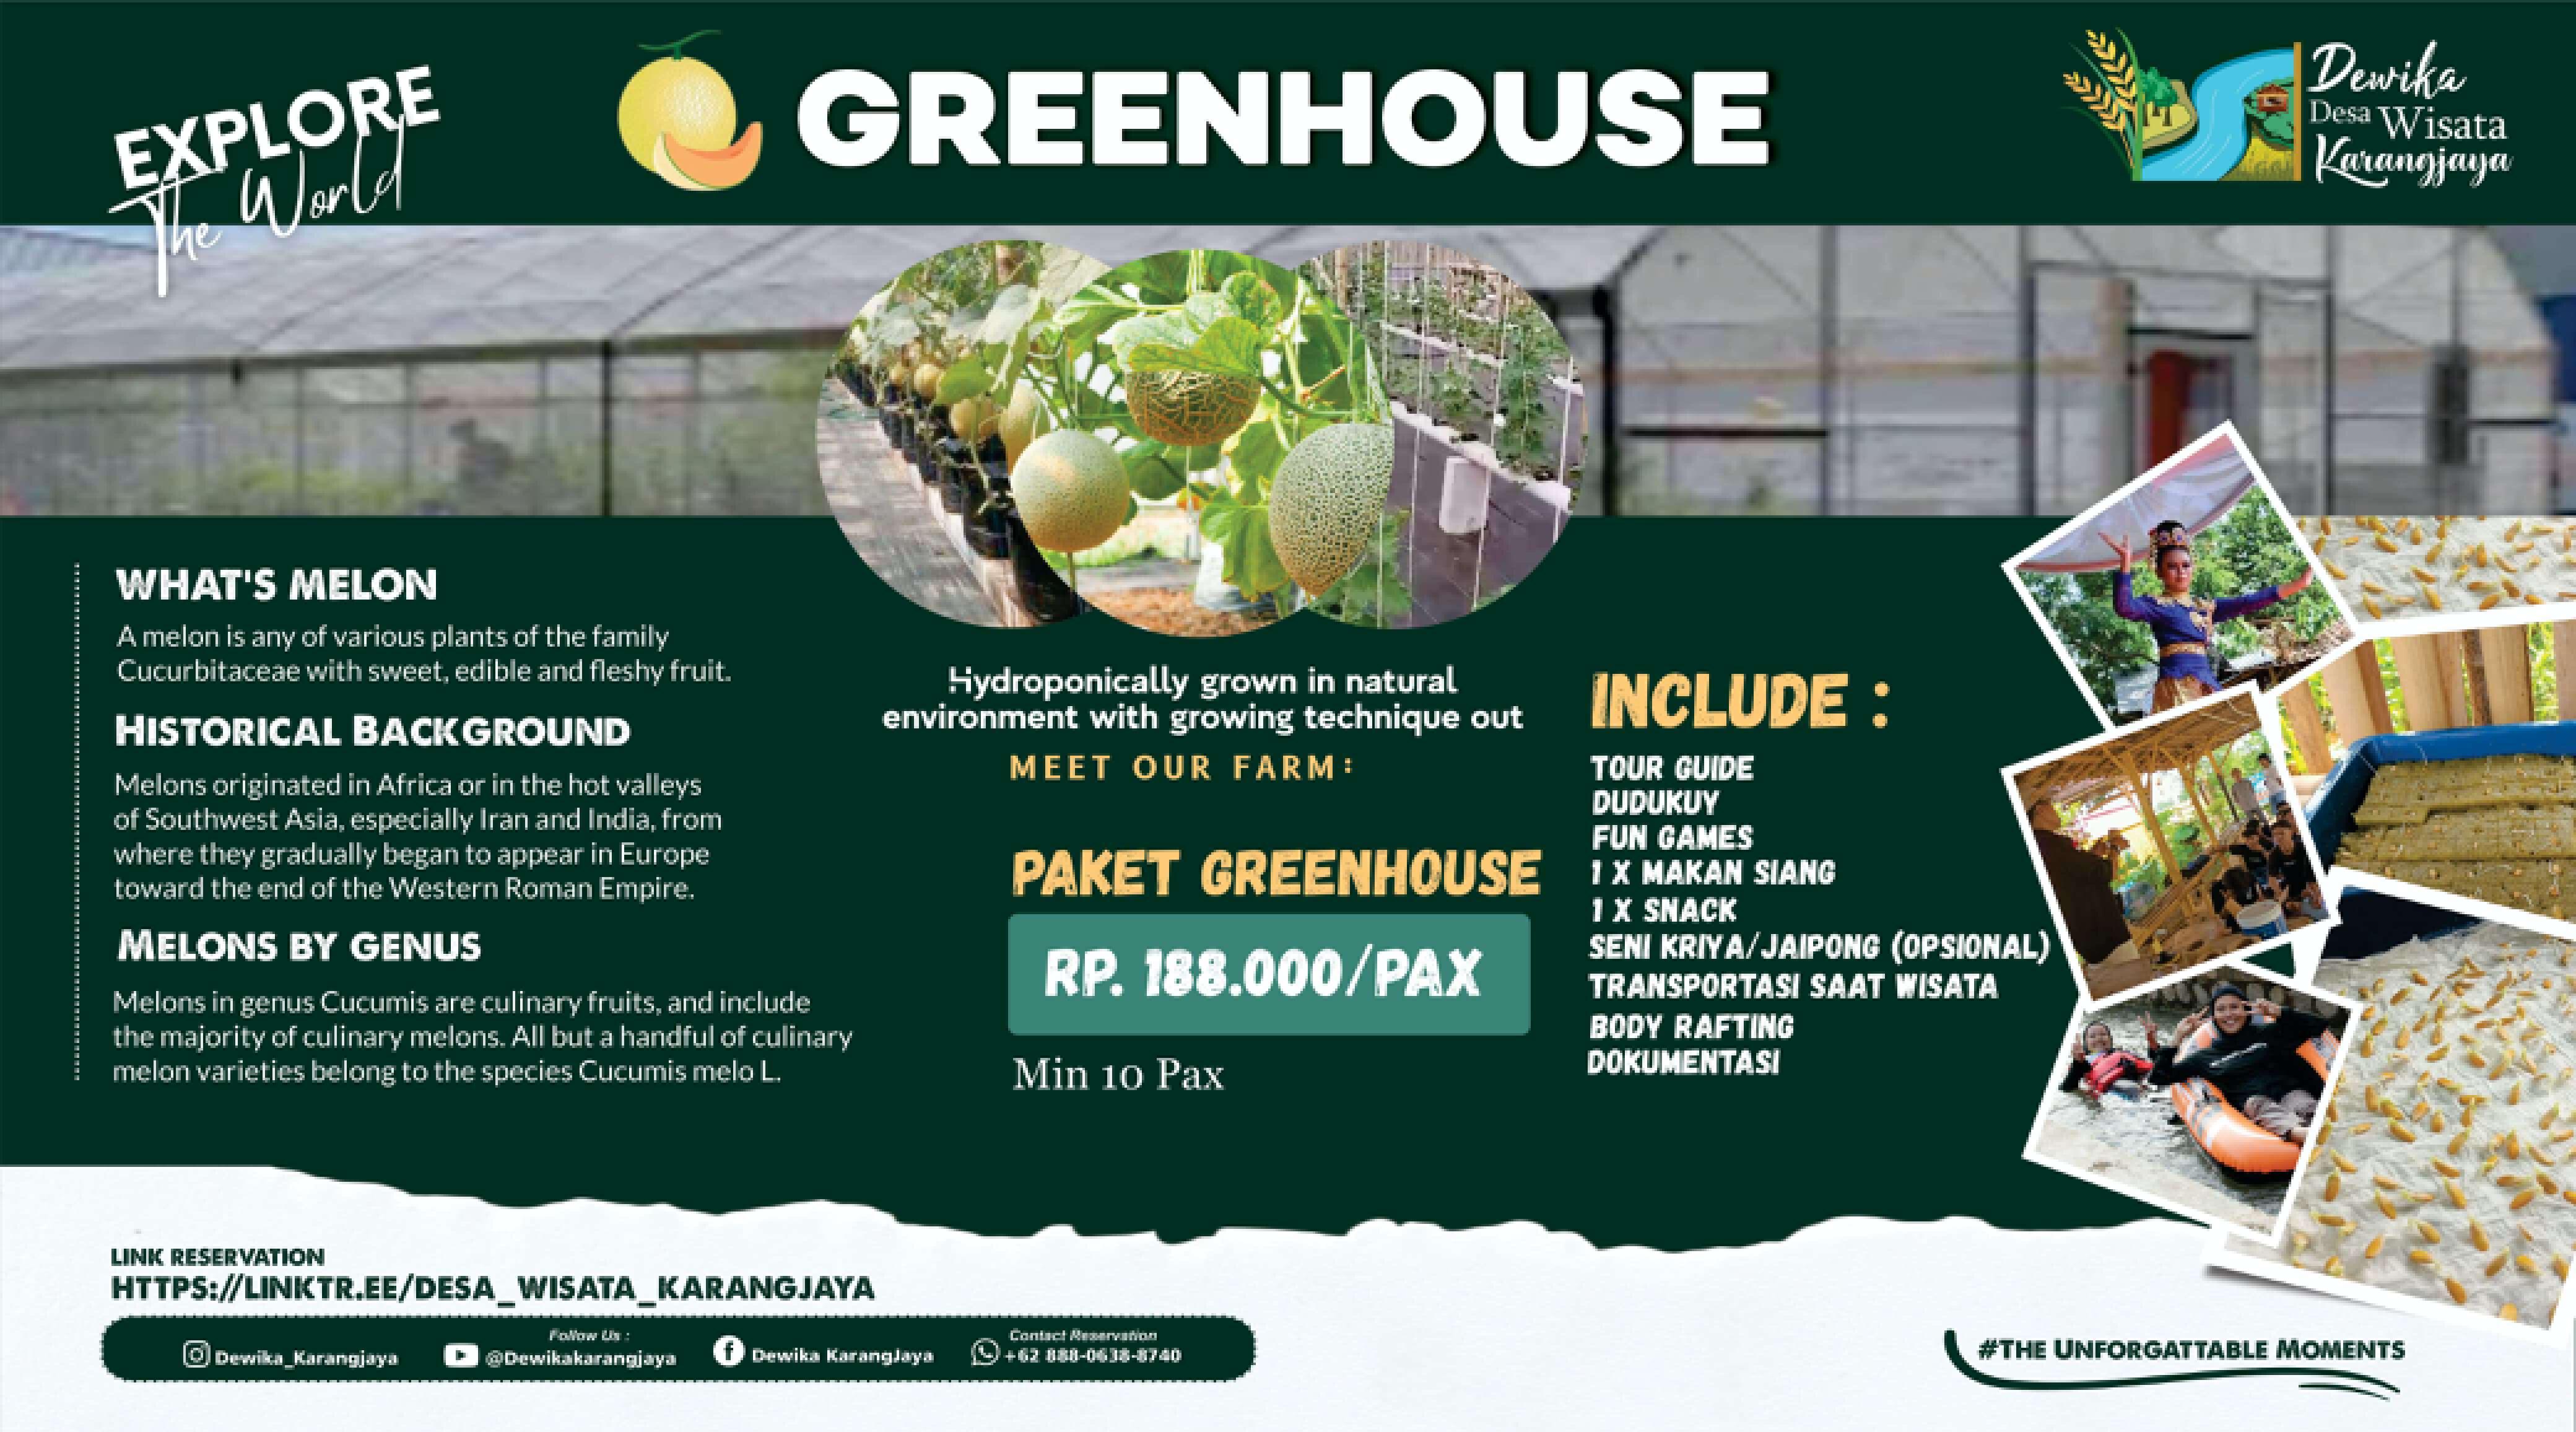 EXPLORE
The World
GREENHOUSE
Dewika
Desa Wisata
Karangjaya
WHAT'S MELON
A melon is any of various plants of the family
Cucurbitaceae with sweet, edible and fleshy fruit.
HISTORICAL BACKGROUND
Melons originated in Africa or in the hot valleys
of Southwest Asia, especially Iran and India, from
where they gradually began to appear in Europe
toward the end of the Western Roman Empire.
MELONS BY GENUS
Melons in genus Cucumis are culinary fruits, and include
the majority of culinary melons. All but a handful of culinary
melon varieties belong to the species Cucumis melo L.
Hydroponically grown in natural
environment with growing technique out
MEET OUR FARM:
PAKET GREENHOUSE
RP. 188.000/PAX
Min 10 Pax
INCLUDE :
TOUR GUIDE
DUDUKUY
FUN GAMES
1 X MAKAN SIANG
1 X SNACK
SENI KRIYA/JAIPONG (OPSIONAL)
TRANSPORTASI SAAT WISATA
BODY RAFTING
DOKUMENTASI
LINK RESERVATION
HTTPS://LINKTR.EE/DESA_WISATA_KARANGJAYA
Follow Us :
Dewika_Karangjaya
@Dewikakarangjaya
Dewika KarangJaya
Contact Reservation
+62 888-0638-8740
#THE UNFORGATTABLE MOMENTS